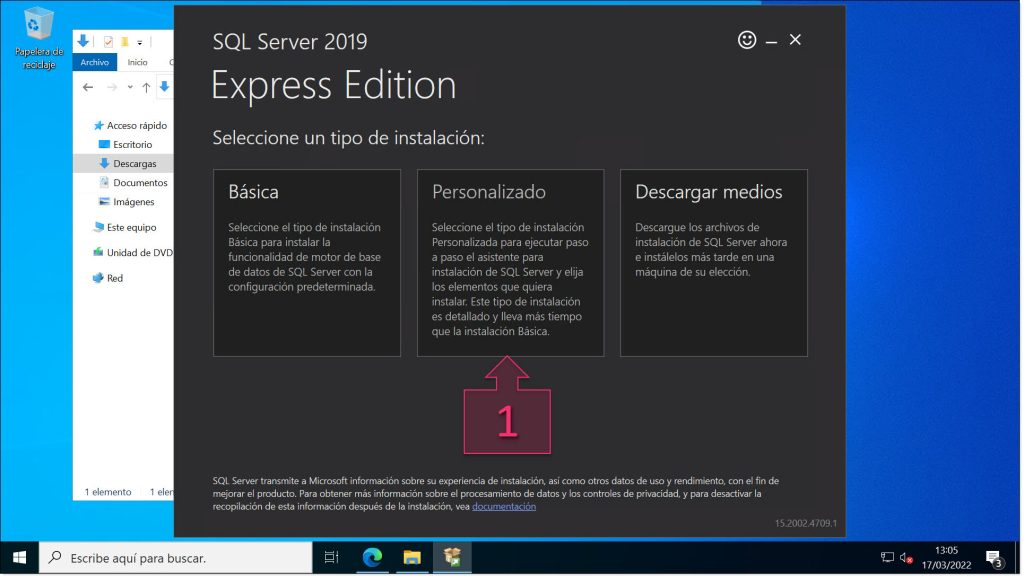 Papelera de
reciclaje
Archivo
Inicio
Acceso rápido
Escritorio
Descargas
Documentos
Imágenes
Este equipo
Unidad de DVD
Red
1 elemento
1 elem
SQL Server 2019
Express Edition
Seleccione un tipo de instalación:
Básica
Seleccione el tipo de instalación
Básica para instalar la
funcionalidad de motor de base
de datos de SQL Server con la
configuración predeterminada.
Personalizado
Seleccione el tipo de instalación
Personalizada para ejecutar paso
a paso el asistente para
instalación de SQL Server y elija
los elementos que quiera
instalar. Este tipo de instalación
es detallado y lleva más tiempo
que la instalación Básica.
Descargar medios
Descargue los archivos de
instalación de SQL Server ahora
e instálelos más tarde en una
máquina de su elección.
1
SQL Server transmite a Microsoft información sobre su experiencia de instalación, así como otros datos de uso y rendimiento, con el fin de
mejorar el producto. Para obtener más información sobre el procesamiento de datos y los controles de privacidad, y para desactivar la
recopilación de esta información después de la instalación, vea documentación
15.2002.4709.1
Escribe aquí para buscar.
13:05
17/03/2022
3